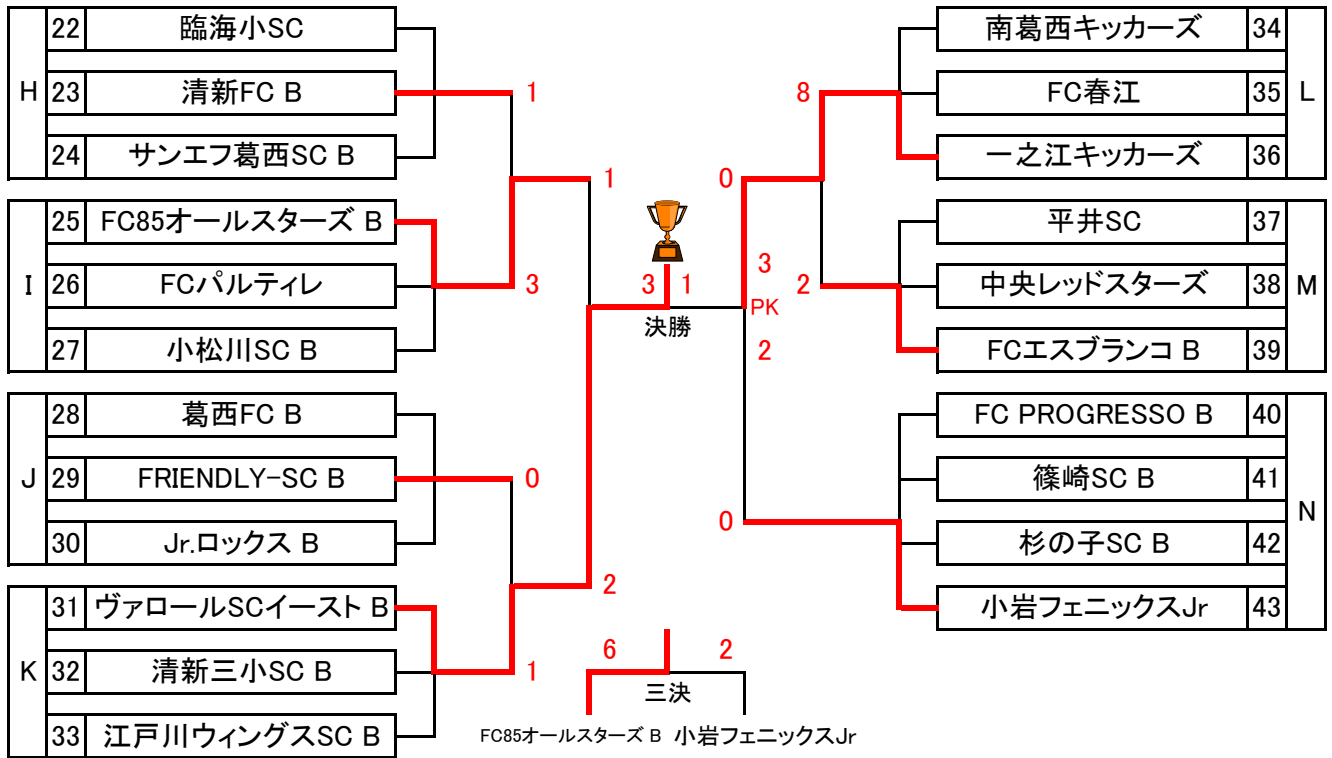 H
22 臨海小SC
23 清新FC B
24 サンエフ葛西SC B
1
I
25 FC85オールスターズ B
26 FCパルティレ
27 小松川SC B
3
1
J
28 葛西FC B
29 FRIENDLY-SC B
30 Jr.ロックス B
0
K
31 ヴァロールSCイースト B
32 清新三小SC B
33 江戸川ウィングスSC B
1
2
3 1
決勝
0
3
PK
2
0
8
2
南葛西キッカーズ 34
FC春江 35
一之江キッカーズ 36
L
平井SC 37
中央レッドスターズ 38
FCエスブランコ B 39
M
FC PROGRESSO B 40
篠崎SC B 41
杉の子SC B 42
小岩フェニックスJr 43
N
6 2
三決
FC85オールスターズ B 小岩フェニックスJr